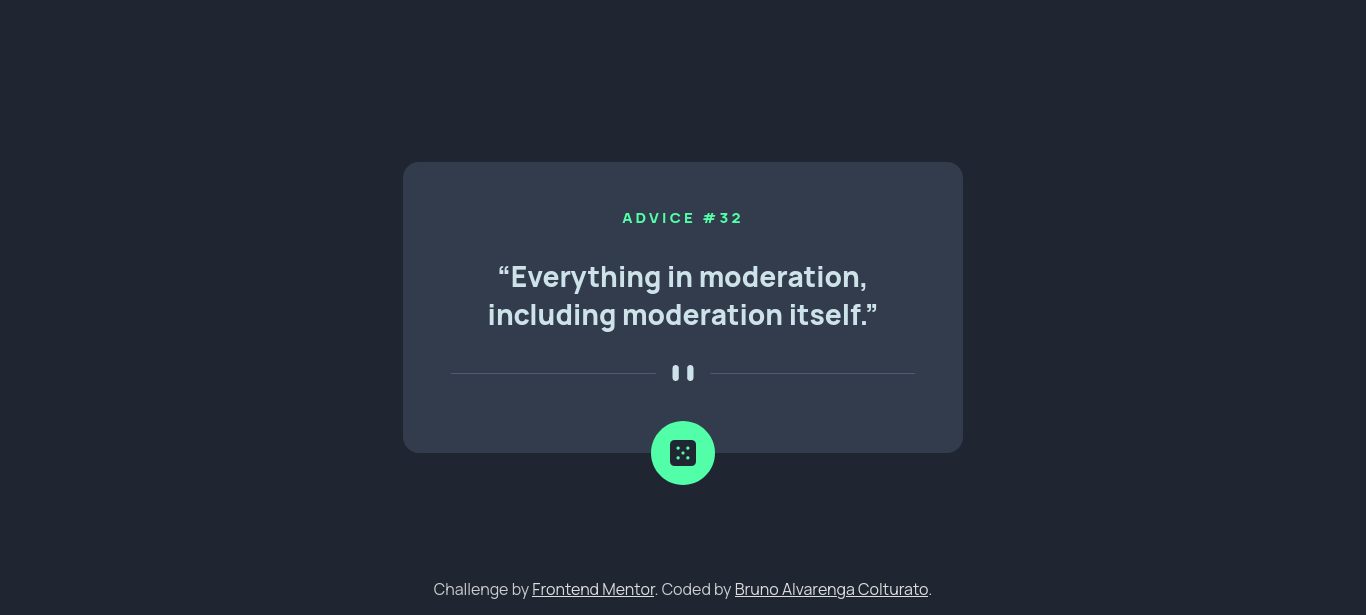 ADVICE #32
“Everything in moderation,
including moderation itself.”
Challenge by Frontend Mentor. Coded by Bruno Alvarenga Colturato.